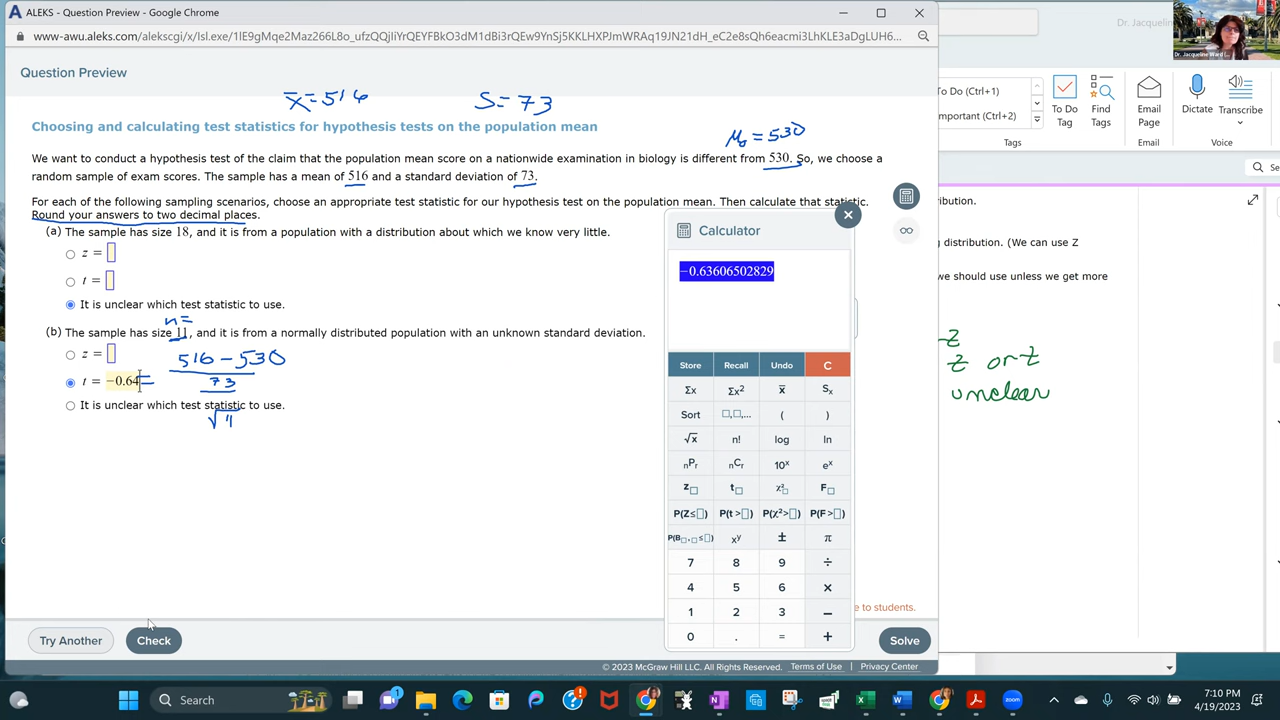 ALEKS - Question Preview - Google Chrome
www-awu.aleks.com/alekscgi/x/Isl.exe/1lE9gMqe2Maz266L8o_ufzQQjIiYrQEYFBkO3dM1dBi3rQEw9YnSj5KKLHXPJmWRAq19JN21dH_eC2e8sQh6eacmi3LhKLE3aDgLUH6...
Question Preview
x̄ = 516 S = 73
Choosing and calculating test statistics for hypothesis tests on the population mean
μ₀ = 530
We want to conduct a hypothesis test of the claim that the population mean score on a nationwide examination in biology is different from 530. So, we choose a
random sample of exam scores. The sample has a mean of 516 and a standard deviation of 73.
For each of the following sampling scenarios, choose an appropriate test statistic for our hypothesis test on the population mean. Then calculate that statistic.
Round your answers to two decimal places.
(a) The sample has size 18, and it is from a population with a distribution about which we know very little.
z =
t =
It is unclear which test statistic to use.
n =
(b) The sample has size 11, and it is from a normally distributed population with an unknown standard deviation.
z =
516 - 530
t = −0.64 =
73
It is unclear which test statistic to use.
√11
Calculator
−0.63606502829
Store Recall Undo C
Σx Σx² x̄ Sx
Sort □,□,... ( )
√x n! log ln
nPr nCr 10ˣ eˣ
z□ t□ χ²□ F□
P(Z≤□) P(t >□) P(χ²>□) P(F>□)
P(B□,□ ≤□) xʸ ± π
7 8 9 ÷
4 5 6 ×
1 2 3 −
0 . = +
e to students.
Try Another
Check
Solve
© 2023 McGraw Hill LLC. All Rights Reserved. Terms of Use | Privacy Center
Dr. Jacqueline Ward
To Do (Ctrl+1)
mportant (Ctrl+2)
To Do Tag
Find Tags
Email Page
Dictate
Transcribe
Tags
Email
Voice
Se
ribution.
g distribution. (We can use Z
we should use unless we get more
z
z or z
unclear
Search
7:10 PM
4/19/2023